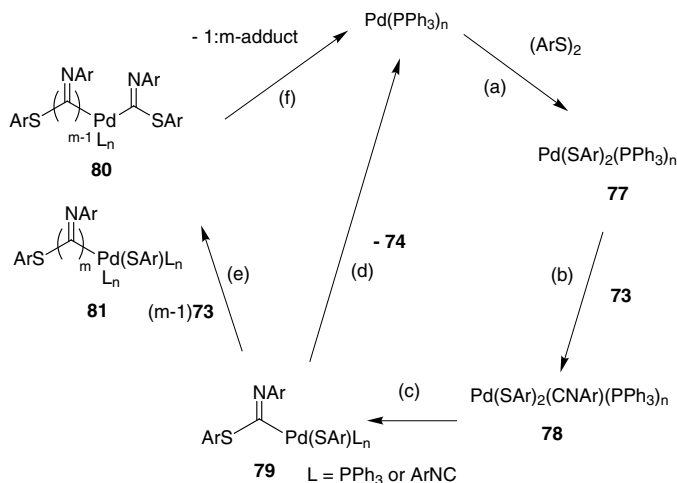 - 1:m-adduct
Pd(PPh3)n
(ArS)2
(a)
(f)
NAr
NAr
ArS
Pd
SAr
m-1
Ln
80
Pd(SAr)2(PPh3)n
77
NAr
ArS
Pd(SAr)Ln
m
Ln
81
(e)
(m-1)73
- 74
(d)
(b)
73
NAr
ArS
Pd(SAr)Ln
79
(c)
Pd(SAr)2(CNAr)(PPh3)n
78
L = PPh3 or ArNC